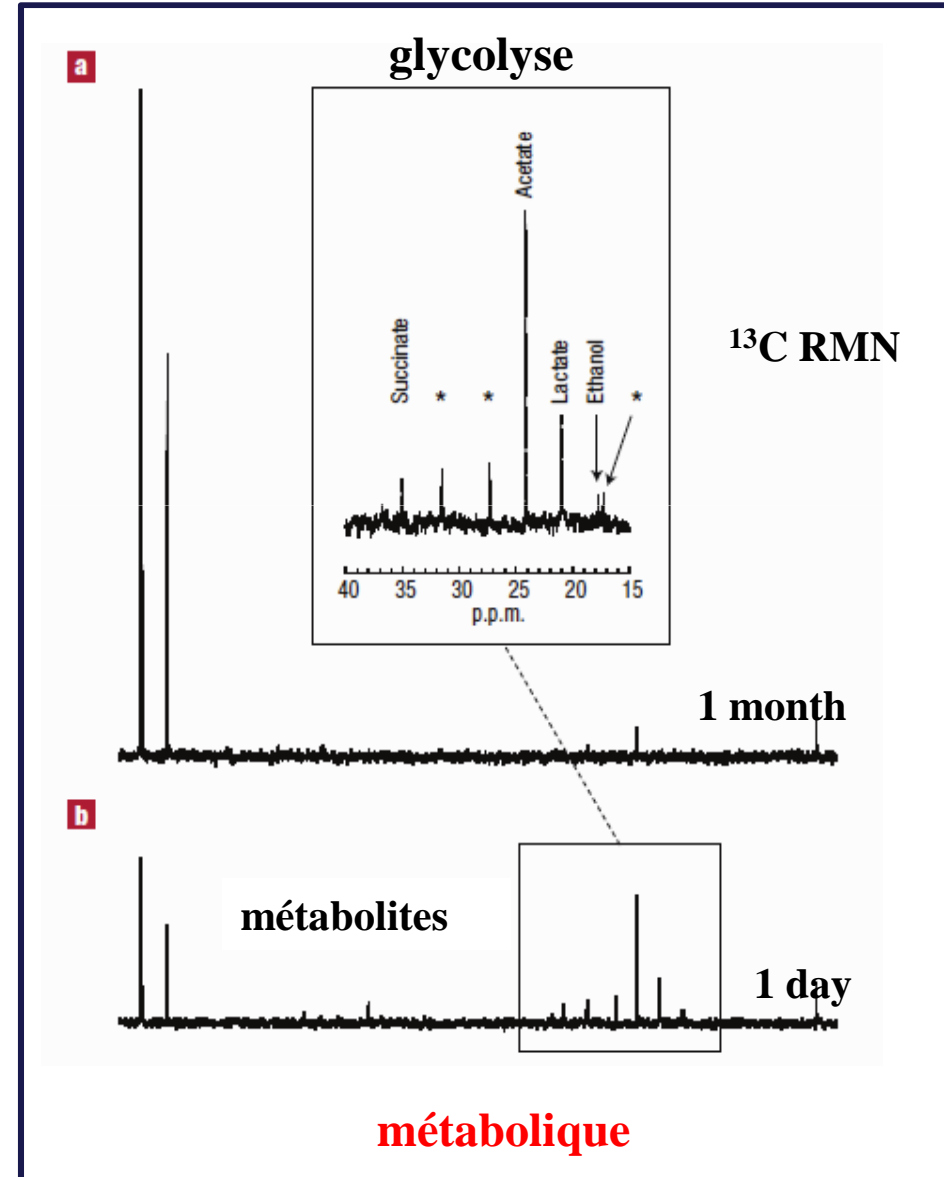 a
glycolyse
Acetate
Succinate
*
*
Lactate
Ethanol
*
¹³C RMN
40 35 30 25 20 15
p.p.m.
1 month
b
métabolites
1 day
métabolique